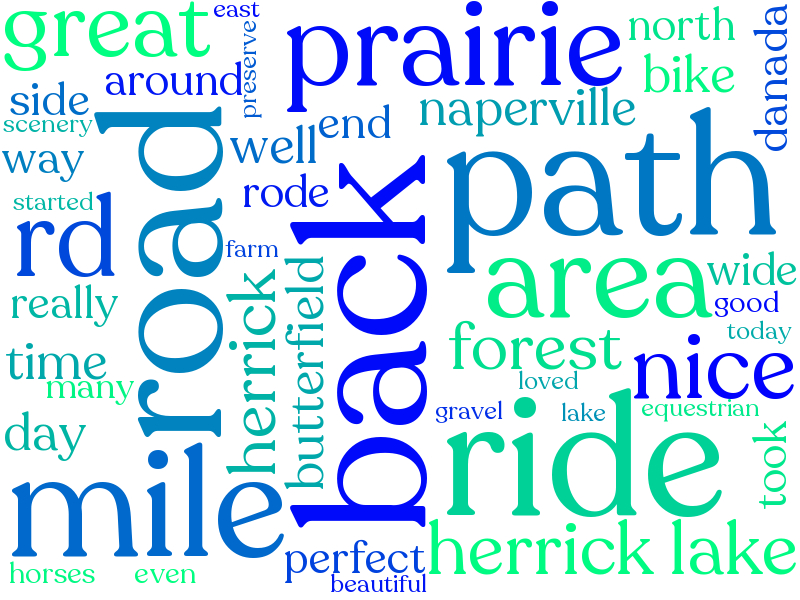 great
east
preserve
prairie
north
danada
around
bike
side
scenery
naperville
end
well
way
road
path
rode
started
rd
back
farm
area
wide
really
herrick
butterfield
good
forest
today
time
nice
many
loved
day
gravel
lake
equestrian
ride
took
mile
herrick lake
perfect
horses
even
beautiful